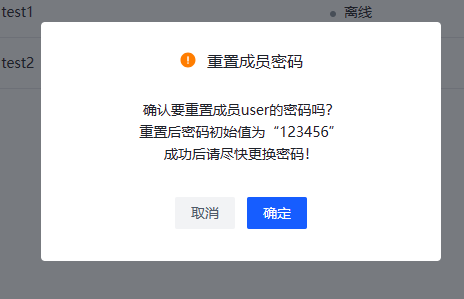 test1
离线
test2
重置成员密码
确认要重置成员user的密码吗?
重置后密码初始值为“123456”
成功后请尽快更换密码!
取消
确定